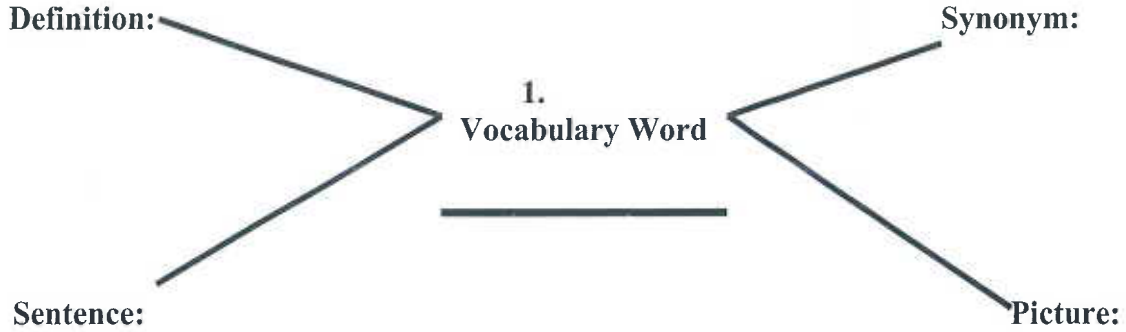 Definition:
Synonym:
1.
Vocabulary Word
Sentence:
Picture: